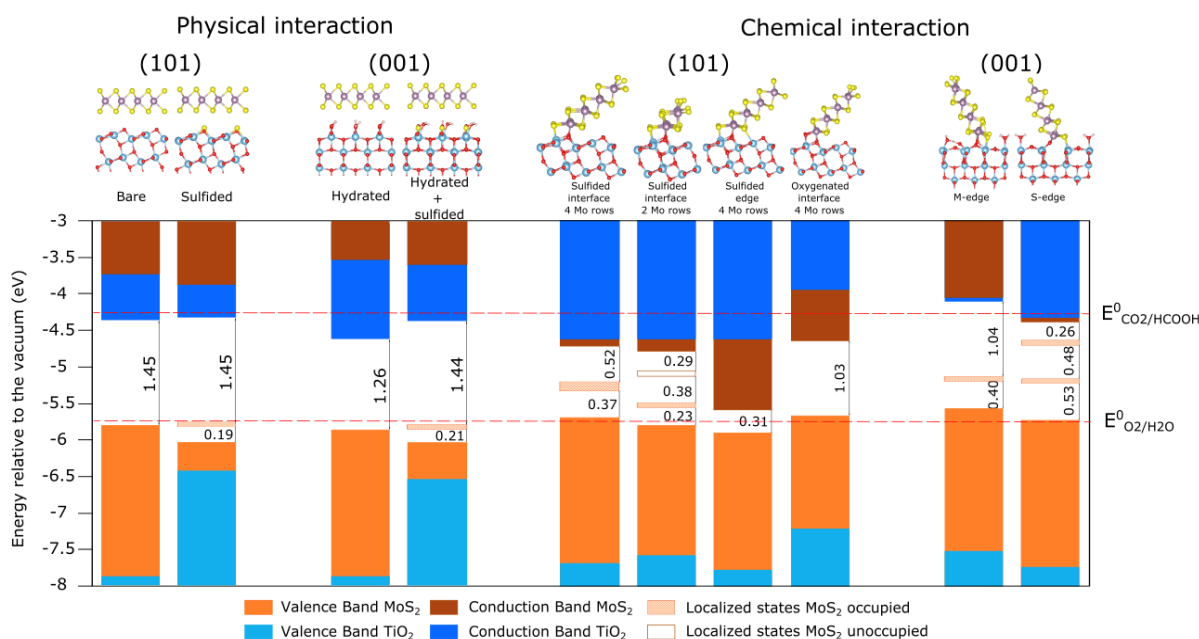 Physical interaction
Chemical interaction
(101)
(001)
(101)
(001)
Bare
Sulfided
Hydrated
Hydrated
+
sulfided
Sulfided
interface
4 Mo rows
Sulfided
interface
2 Mo rows
Sulfided
edge
4 Mo rows
Oxygenated
interface
4 Mo rows
M-edge
S-edge
Energy relative to the vacuum (eV)
-3
-3.5
-4
-4.5
-5
-5.5
-6
-6.5
-7
-7.5
-8
1.45
1.45
0.19
1.26
1.44
0.21
0.52
0.37
0.29
0.38
0.23
0.31
1.03
1.04
0.40
0.26
0.48
0.53
E⁰CO2/HCOOH
E⁰O2/H2O
Valence Band MoS₂
Conduction Band MoS₂
Localized states MoS₂ occupied
Valence Band TiO₂
Conduction Band TiO₂
Localized states MoS₂ unoccupied